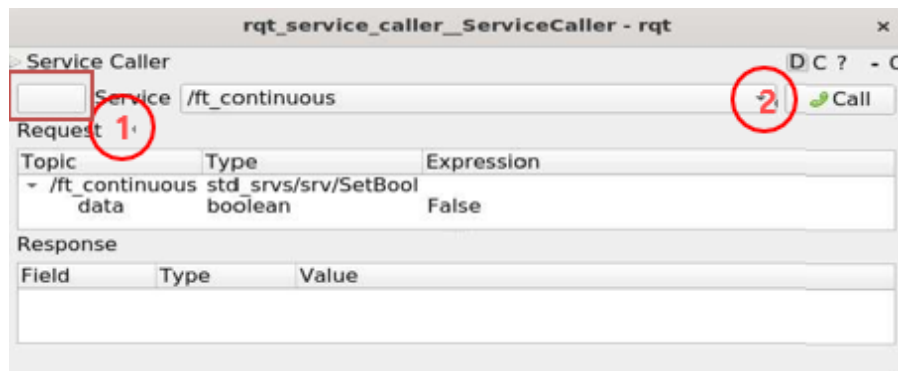 rqt_service_caller__ServiceCaller - rqt ×
Service Caller D C ? - O
Service /ft_continuous 2 Call
Request 1
Topic Type Expression
/ft_continuous std_srvs/srv/SetBool
data boolean False
Response
Field Type Value